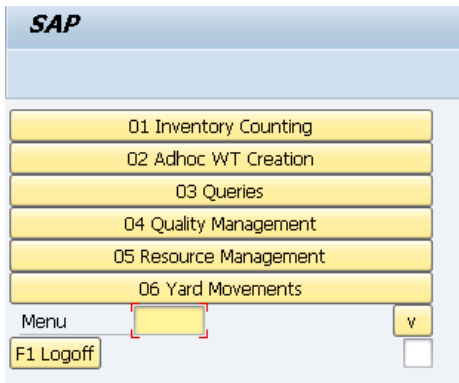 SAP
01 Inventory Counting
02 Adhoc WT Creation
03 Queries
04 Quality Management
05 Resource Management
06 Yard Movements
Menu v
F1 Logoff